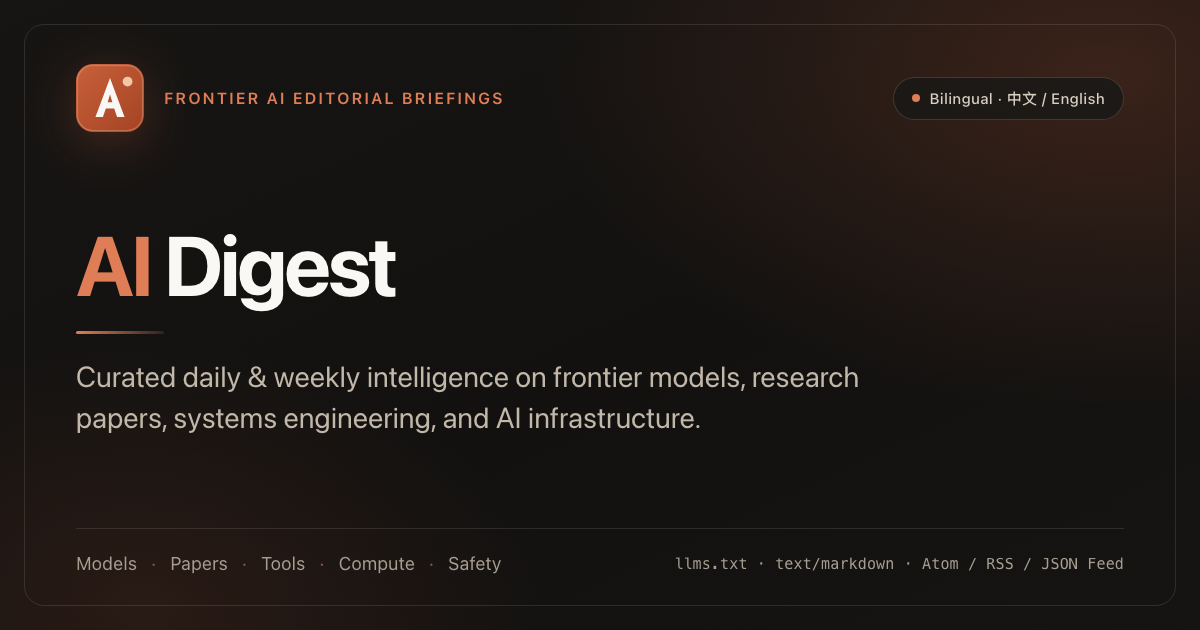 A
FRONTIER AI EDITORIAL BRIEFINGS
Bilingual · 中文 / English
AI Digest
Curated daily & weekly intelligence on frontier models, research
papers, systems engineering, and AI infrastructure.
Models · Papers · Tools · Compute · Safety
llms.txt · text/markdown · Atom / RSS / JSON Feed